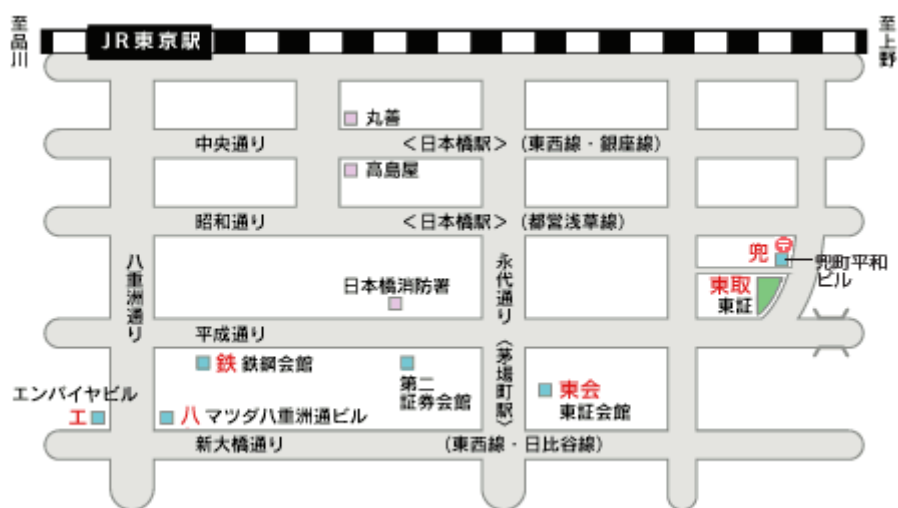 至品川
JR東京駅
至上野
丸善
中央通り
＜日本橋駅＞（東西線・銀座線）
高島屋
昭和通り
＜日本橋駅＞（都営浅草線）
八重洲通り
永代通り〈茅場町駅〉
兜
〒
兜町平和
ビル
東取
東証
日本橋消防署
平成通り
鉄 鉄鋼会館
第二
証券会館
東会
東証会館
エンパイヤビル
エ
八 マツダ八重洲通ビル
新大橋通り
（東西線・日比谷線）